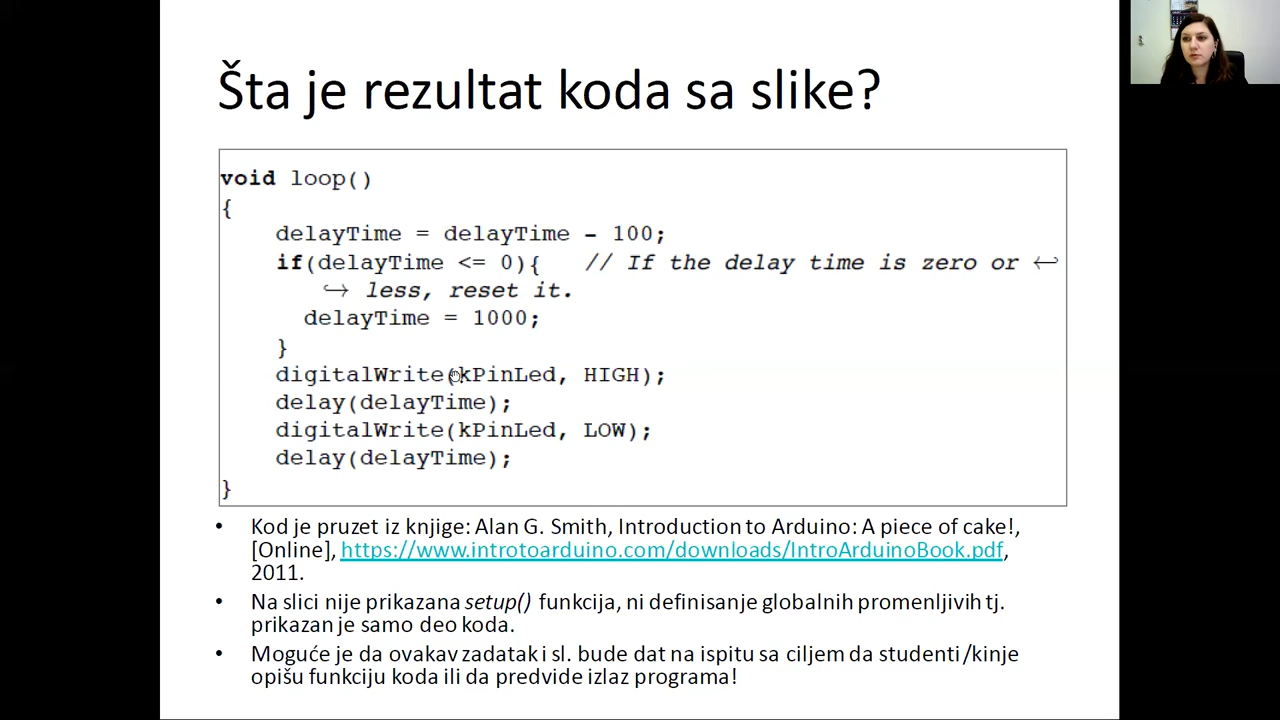 Šta je rezultat koda sa slike?
void loop()
{
delayTime = delayTime - 100;
if(delayTime <= 0){ // If the delay time is zero or ↩
↪ less, reset it.
delayTime = 1000;
}
digitalWrite(kPinLed, HIGH);
delay(delayTime);
digitalWrite(kPinLed, LOW);
delay(delayTime);
}
• Kod je pruzet iz knjige: Alan G. Smith, Introduction to Arduino: A piece of cake!,
[Online], https://www.introtoarduino.com/downloads/IntroArduinoBook.pdf,
2011.
• Na slici nije prikazana setup() funkcija, ni definisanje globalnih promenljivih tj.
prikazan je samo deo koda.
• Moguće je da ovakav zadatak i sl. bude dat na ispitu sa ciljem da studenti/kinje
opišu funkciju koda ili da predvide izlaz programa!